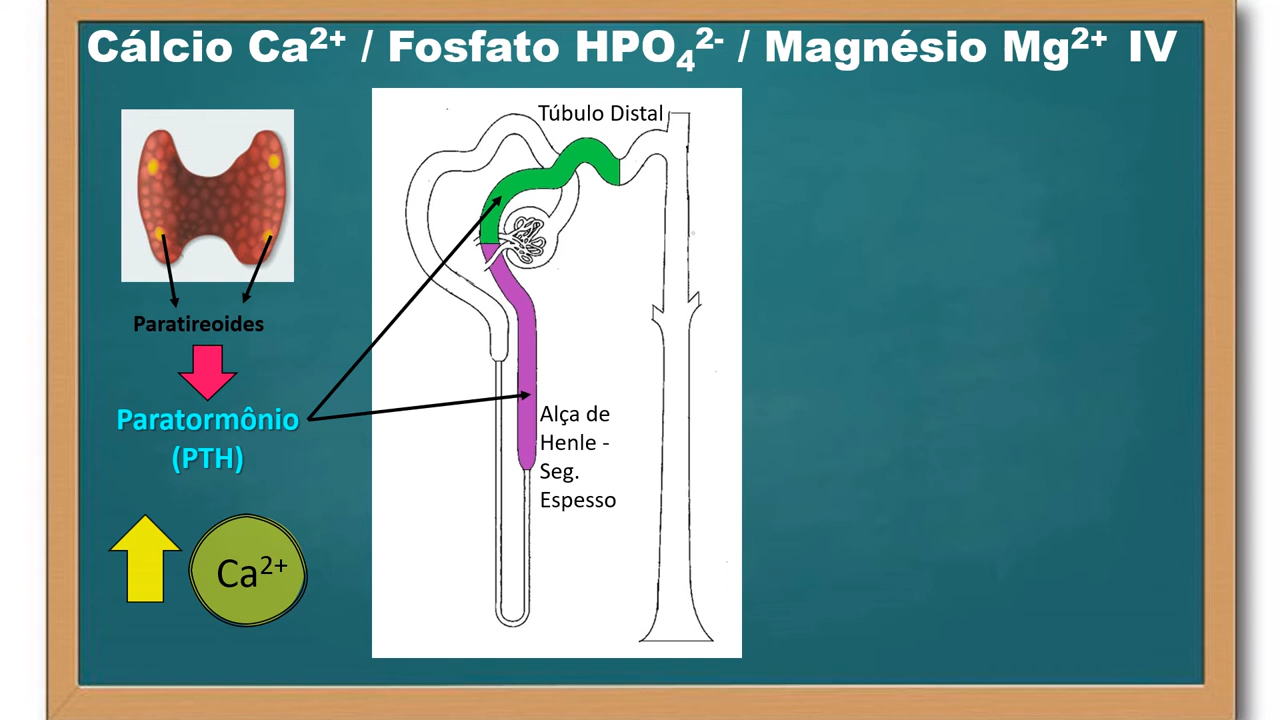 Cálcio Ca²⁺ / Fosfato HPO₄²⁻ / Magnésio Mg²⁺ IV
Túbulo Distal
Paratireoides
Paratormônio
(PTH)
Alça de
Henle -
Seg.
Espesso
Ca²⁺